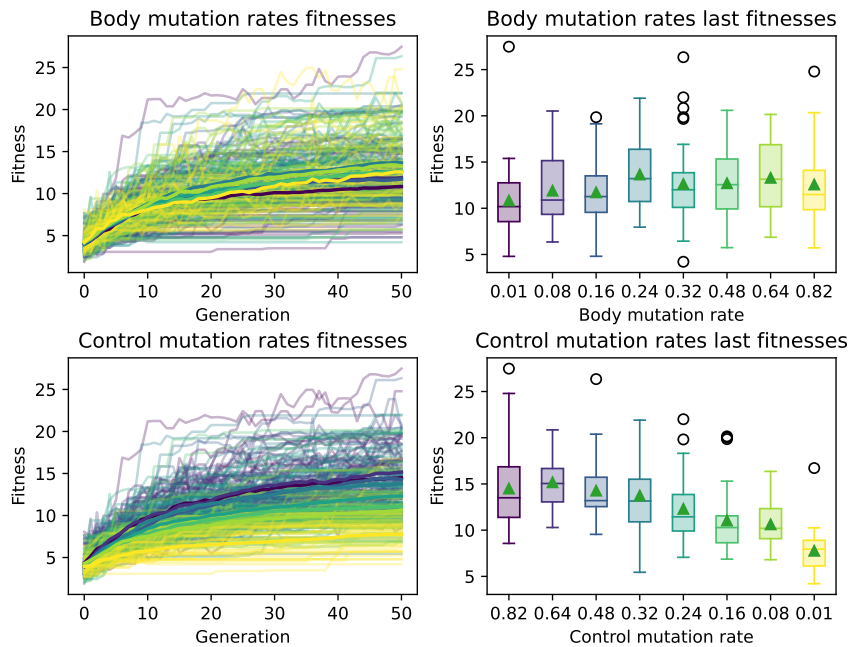 Body mutation rates fitnesses
Fitness
25
20
15
10
5
0 10 20 30 40 50
Generation
Body mutation rates last fitnesses
Fitness
25
20
15
10
5
0.01 0.08 0.16 0.24 0.32 0.48 0.64 0.82
Body mutation rate
Control mutation rates fitnesses
Fitness
25
20
15
10
5
0 10 20 30 40 50
Generation
Control mutation rates last fitnesses
Fitness
25
20
15
10
5
0.82 0.64 0.48 0.32 0.24 0.16 0.08 0.01
Control mutation rate